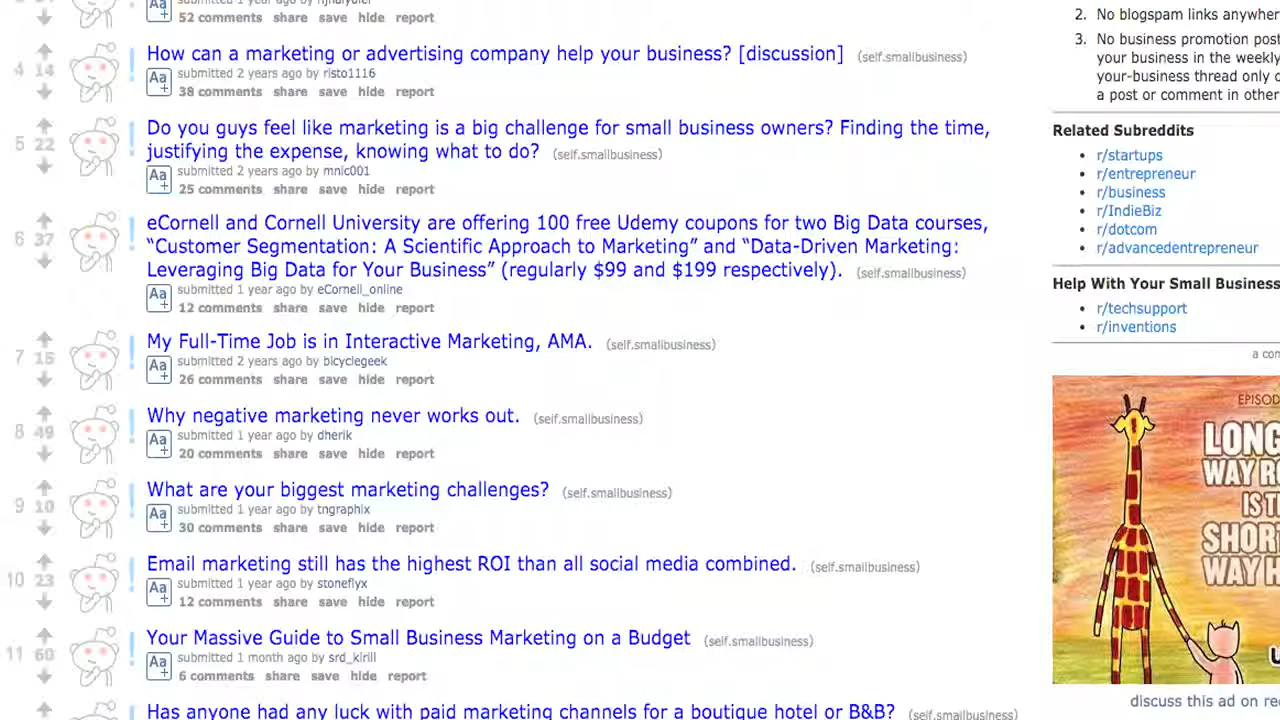 52 comments share save hide report
4 14
How can a marketing or advertising company help your business? [discussion] (self.smallbusiness)
Aa+ submitted 2 years ago by risto1116
38 comments share save hide report
5 22
Do you guys feel like marketing is a big challenge for small business owners? Finding the time,
justifying the expense, knowing what to do? (self.smallbusiness)
Aa+ submitted 2 years ago by mnic001
25 comments share save hide report
6 37
eCornell and Cornell University are offering 100 free Udemy coupons for two Big Data courses,
“Customer Segmentation: A Scientific Approach to Marketing” and “Data-Driven Marketing:
Leveraging Big Data for Your Business” (regularly $99 and $199 respectively). (self.smallbusiness)
Aa+ submitted 1 year ago by eCornell_online
12 comments share save hide report
7 15
My Full-Time Job is in Interactive Marketing, AMA. (self.smallbusiness)
Aa+ submitted 2 years ago by bicyclegeek
26 comments share save hide report
8 49
Why negative marketing never works out. (self.smallbusiness)
Aa+ submitted 1 year ago by dherik
20 comments share save hide report
9 10
What are your biggest marketing challenges? (self.smallbusiness)
Aa+ submitted 1 year ago by tngraphix
30 comments share save hide report
10 23
Email marketing still has the highest ROI than all social media combined. (self.smallbusiness)
Aa+ submitted 1 year ago by stoneflyx
12 comments share save hide report
11 60
Your Massive Guide to Small Business Marketing on a Budget (self.smallbusiness)
Aa+ submitted 1 month ago by srd_kirill
6 comments share save hide report
Has anyone had any luck with paid marketing channels for a boutique hotel or B&B? (self.smallbusiness)
2. No blogspam links anywher
3. No business promotion post
your business in the weekly
your-business thread only
a post or comment in other
Related Subreddits
r/startups
r/entrepreneur
r/business
r/IndieBiz
r/dotcom
r/advancedentrepreneur
Help With Your Small Business
r/techsupport
r/inventions
a con
EPISOD
LONG
WAY RO
IS TH
SHOR
WAY H
discuss this ad on re